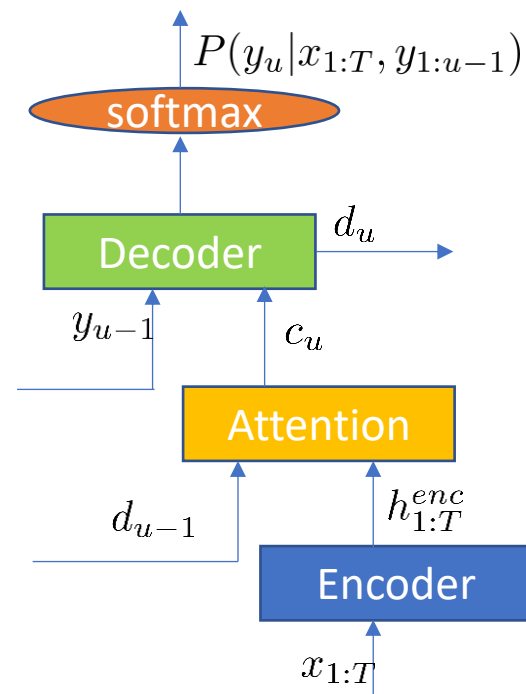 P(y_u|x_{1:T}, y_{1:u-1})
softmax
d_u
Decoder
y_{u-1}
c_u
Attention
d_{u-1}
h_{1:T}^{enc}
Encoder
x_{1:T}